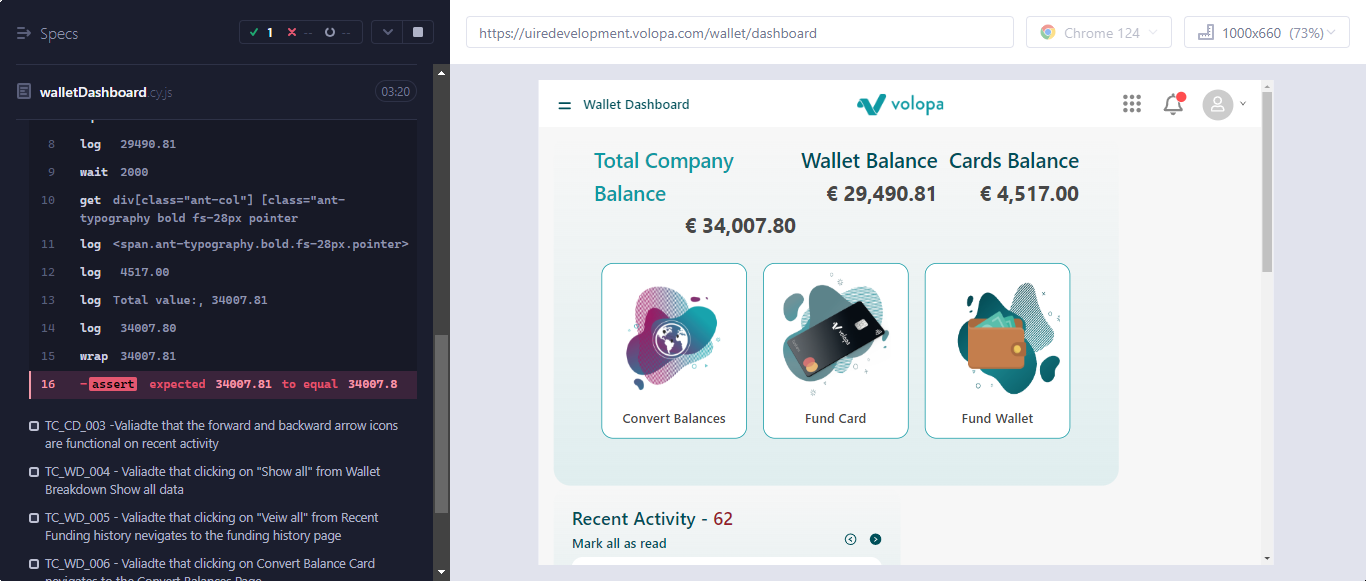 Specs
1
--
--
https://uiredevelopment.volopa.com/wallet/dashboard
Chrome 124
1000x660 (73%)
walletDashboard.cy.js
03:20
8 log 29490.81
9 wait 2000
10 get div[class="ant-col"] [class="ant-
typography bold fs-28px pointer
11 log <span.ant-typography.bold.fs-28px.pointer>
12 log 4517.00
13 log Total value:, 34007.81
14 log 34007.80
15 wrap 34007.81
16 -assert expected 34007.81 to equal 34007.8
TC_CD_003 -Valiadte that the forward and backward arrow icons
are functional on recent activity
TC_WD_004 - Valiadte that clicking on "Show all" from Wallet
Breakdown Show all data
TC_WD_005 - Valiadte that clicking on "Veiw all" from Recent
Funding history nevigates to the funding history page
TC_WD_006 - Valiadte that clicking on Convert Balance Card
nevigates to the Convert Balances Page
Wallet Dashboard
volopa
Total Company
Balance
€ 34,007.80
Wallet Balance
€ 29,490.81
Cards Balance
€ 4,517.00
Convert Balances
volopa
Fund Card
Fund Wallet
Recent Activity - 62
Mark all as read